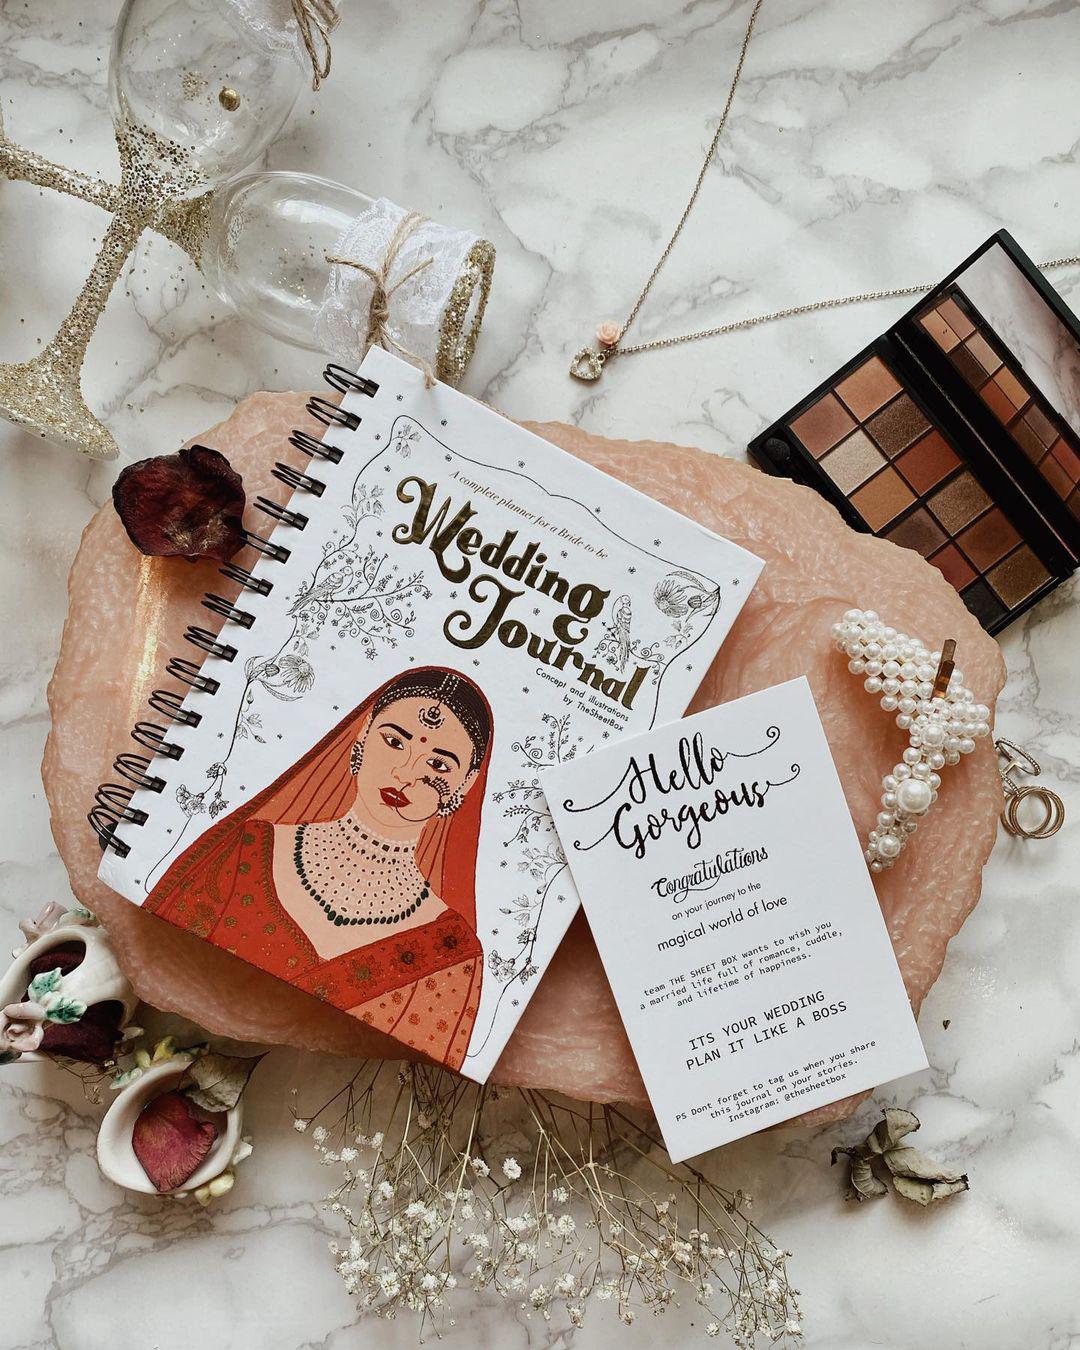 A complete planner for a Bride to be
Wedding
Journal
Concept and illustrations
by TheSheetBox
Hello
Gorgeous
Congratulations
on your journey to the
magical world of love
team THE SHEET BOX wants to wish you
a married life full of romance, cuddle,
and lifetime of happiness.
ITS YOUR WEDDING
PLAN IT LIKE A BOSS
PS Dont forget to tag us when you share
this journal on your stories.
Instagram: @thesheetbox